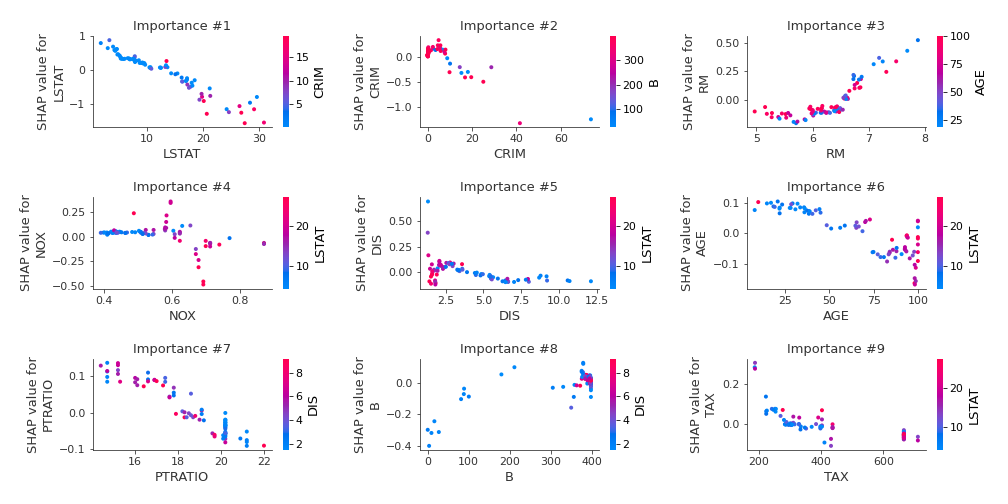 Importance #1
Importance #2
Importance #3
1
0
−1
SHAP value for
LSTAT
10
20
30
LSTAT
15
10
5
CRIM
0.0
−0.5
−1.0
SHAP value for
CRIM
0
20
40
60
CRIM
300
200
100
B
0.50
0.25
0.00
SHAP value for
RM
5
6
7
8
RM
100
75
50
25
AGE
Importance #4
Importance #5
Importance #6
0.25
0.00
−0.25
−0.50
SHAP value for
NOX
0.4
0.6
0.8
NOX
20
10
LSTAT
0.50
0.25
0.00
SHAP value for
DIS
2.5
5.0
7.5
10.0
12.5
DIS
20
10
LSTAT
0.1
0.0
−0.1
SHAP value for
AGE
25
50
75
100
AGE
20
10
LSTAT
Importance #7
Importance #8
Importance #9
0.1
0.0
−0.1
SHAP value for
PTRATIO
16
18
20
22
PTRATIO
8
6
4
2
DIS
0.0
−0.2
−0.4
SHAP value for
B
0
100
200
300
400
B
8
6
4
2
DIS
0.2
0.0
SHAP value for
TAX
200
400
600
TAX
20
10
LSTAT